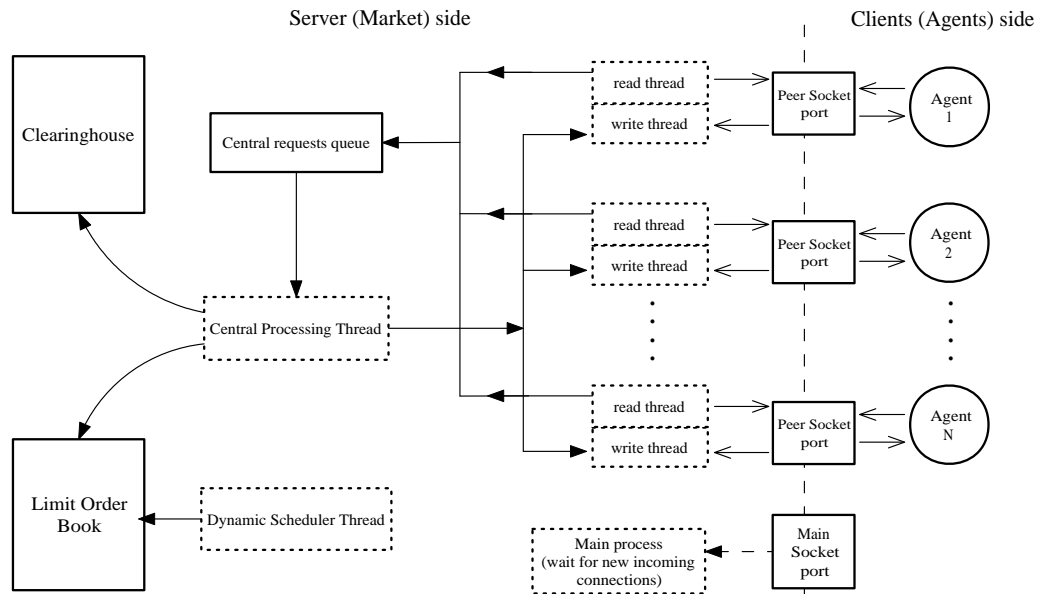 Server (Market) side
Clients (Agents) side
Clearinghouse
Central requests queue
read thread
write thread
Peer Socket
port
Agent
1
read thread
write thread
Peer Socket
port
Agent
2
Central Processing Thread
read thread
write thread
Peer Socket
port
Agent
N
Limit Order
Book
Dynamic Scheduler Thread
Main process
(wait for new incoming
connections)
Main
Socket
port